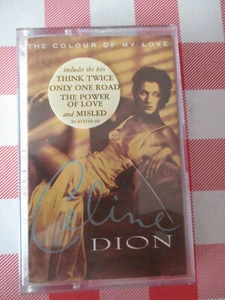 THE COLOUR OF MY LOVE
includes the hits
THINK TWICE
ONLY ONE ROAD
THE POWER
OF LOVE
and MISLED
Celine
DION